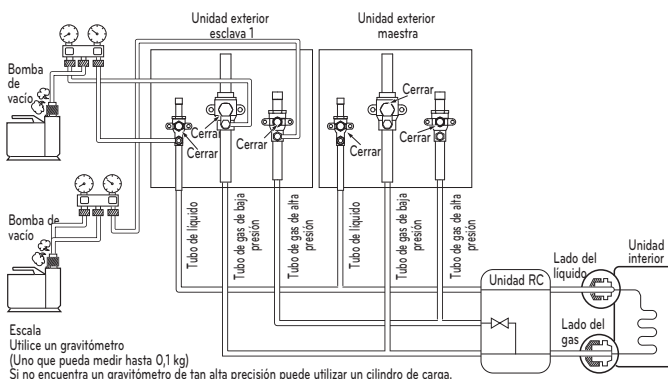 Unidad exterior
esclava 1
Unidad exterior
maestra
Bomba
de
vacío
Cerrar
Cerrar
Cerrar
Cerrar
Cerrar
Cerrar
Bomba de
vacío
Tubo de liquido
Tubo de gas de baja
presión
Tubo de gas de alta
presión
Tubo de liquido
Tubo de gas de baja
presión
Tubo de gas de alta
presión
Unidad RC
Lado del
líquido
Unidad
interior
Lado del
gas
Escala
Utilice un gravitómetro
(Uno que pueda medir hasta 0,1 kg)
Si no encuentra un gravitómetro de tan alta precisión puede utilizar un cilindro de carga.